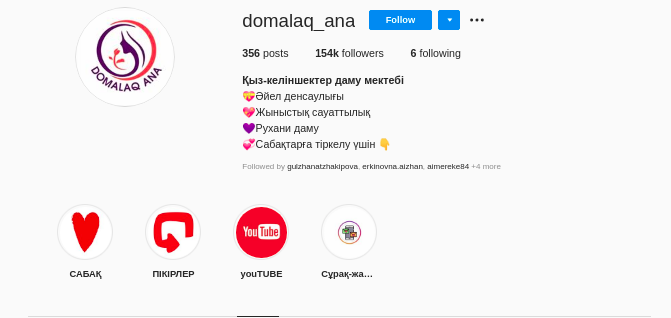 domalaq_ana Follow
DOMALAQ ANA
356 posts 154k followers 6 following
Қыз-келіншектер даму мектебі
💝Әйел денсаулығы
💖Жыныстық сауаттылық
💜Рухани даму
💞Сабақтарға тіркелу үшін 👇
Followed by gulzhanatzhakipova, erkinovna.aizhan, aimereke84 +4 more
YouTube
САБАҚ ПІКІРЛЕР youTUBE Сұрақ-жа...